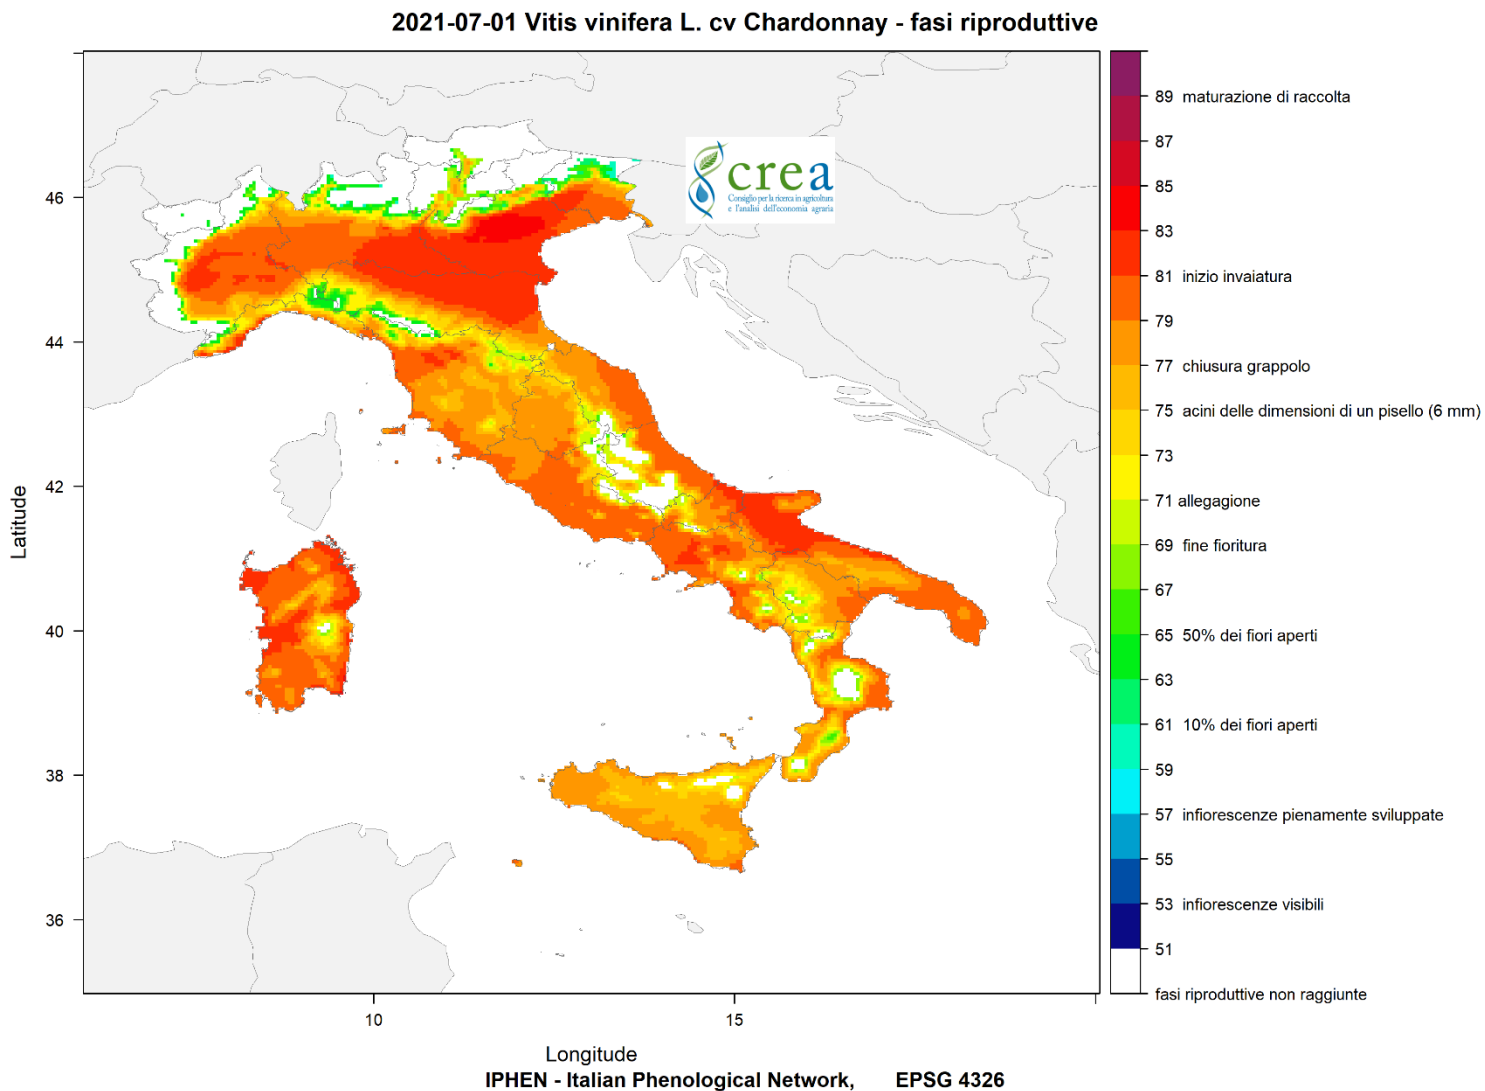 2021-07-01 Vitis vinifera L. cv Chardonnay - fasi riproduttive
crea
Consiglio per la ricerca in agricoltura
e l'analisi dell'economia agraria
Latitude
46
44
42
40
38
36
10
15
Longitude
IPHEN - Italian Phenological Network, EPSG 4326
89 maturazione di raccolta
87
85
83
81 inizio invaiatura
79
77 chiusura grappolo
75 acini delle dimensioni di un pisello (6 mm)
73
71 allegagione
69 fine fioritura
67
65 50% dei fiori aperti
63
61 10% dei fiori aperti
59
57 infiorescenze pienamente sviluppate
55
53 infiorescenze visibili
51
fasi riproduttive non raggiunte